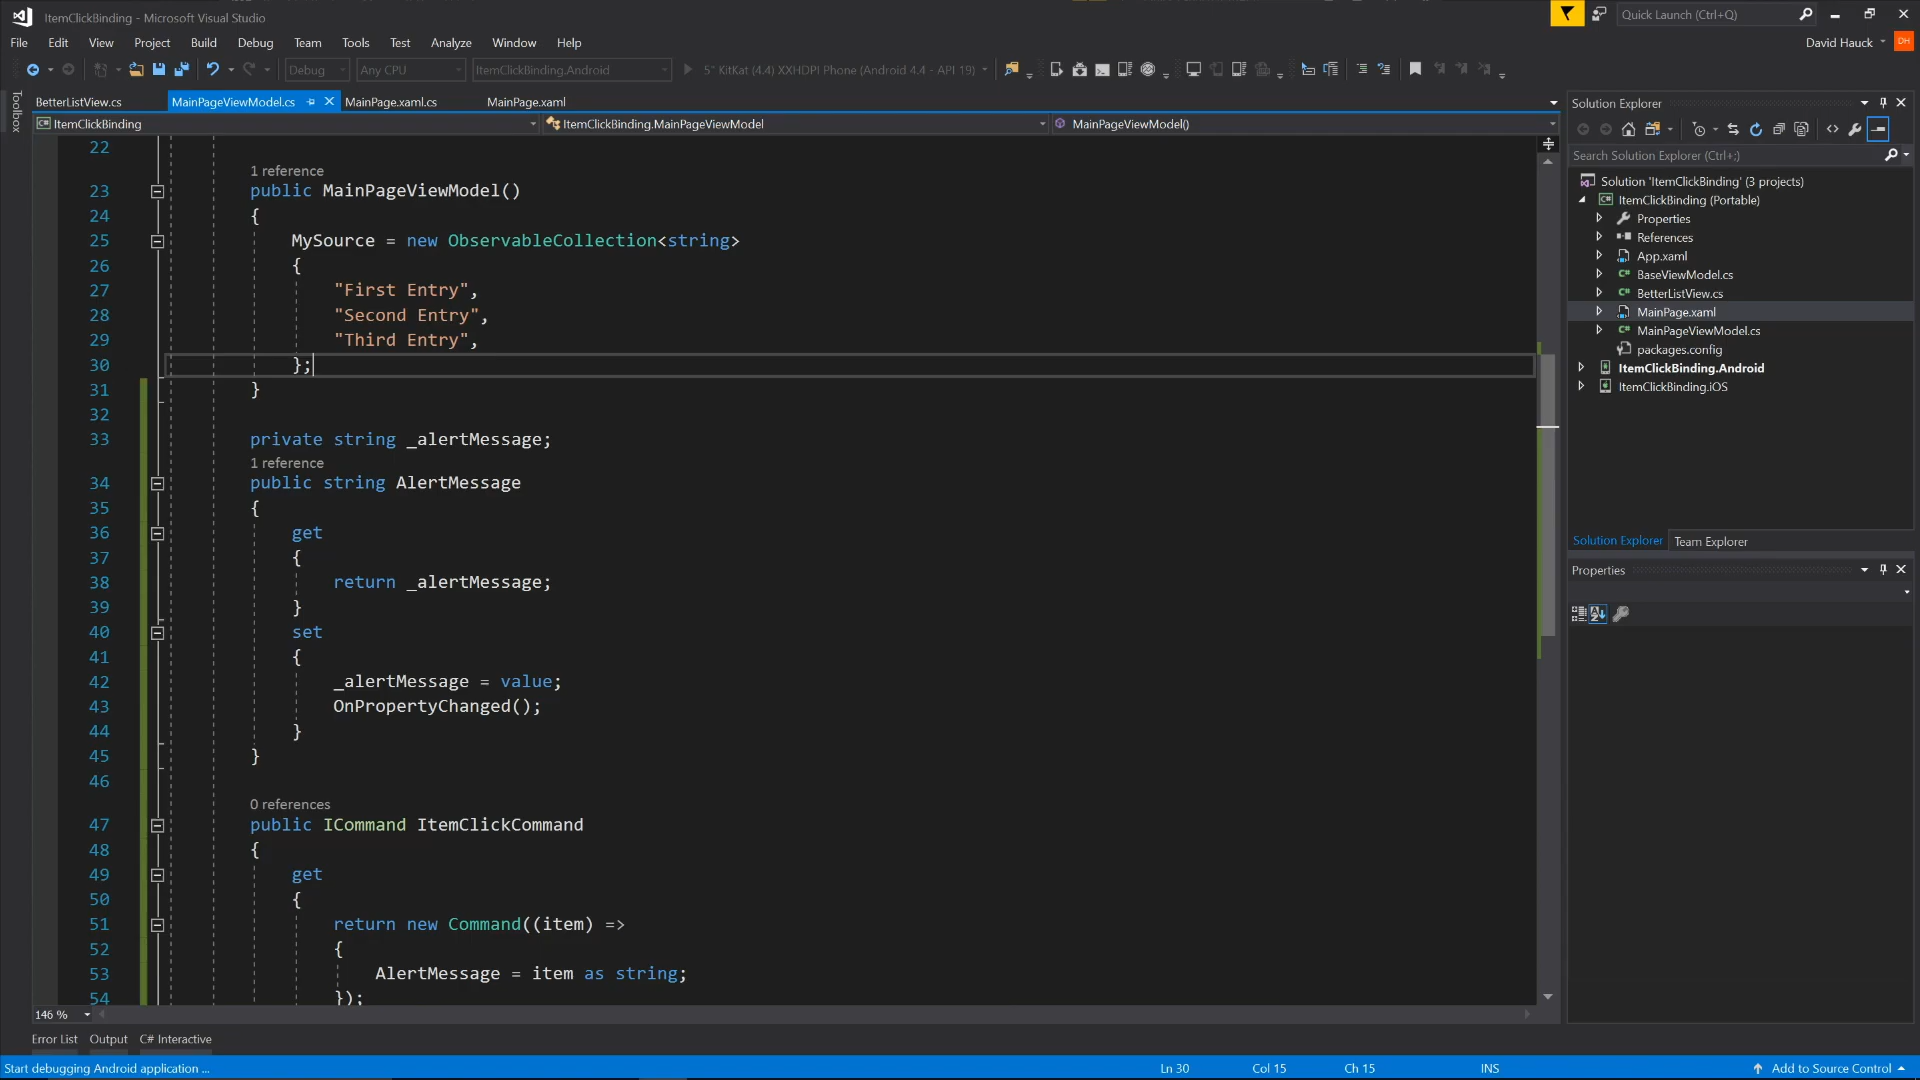 ItemClickBinding - Microsoft Visual Studio
Quick Launch (Ctrl+Q)
File Edit View Project Build Debug Team Tools Test Analyze Window Help
David Hauck DH
Debug Any CPU ItemClickBinding.Android 5" KitKat (4.4) XXHDPI Phone (Android 4.4 - API 19)
Toolbox
BetterListView.cs MainPageViewModel.cs MainPage.xaml.cs MainPage.xaml
ItemClickBinding ItemClickBinding.MainPageViewModel MainPageViewModel()
22
1 reference
23 public MainPageViewModel()
24 {
25 MySource = new ObservableCollection<string>
26 {
27 "First Entry",
28 "Second Entry",
29 "Third Entry",
30 };
31 }
32
33 private string _alertMessage;
1 reference
34 public string AlertMessage
35 {
36 get
37 {
38 return _alertMessage;
39 }
40 set
41 {
42 _alertMessage = value;
43 OnPropertyChanged();
44 }
45 }
46
0 references
47 public ICommand ItemClickCommand
48 {
49 get
50 {
51 return new Command((item) =>
52 {
53 AlertMessage = item as string;
54 });
146 %
Solution Explorer
Search Solution Explorer (Ctrl+;)
Solution 'ItemClickBinding' (3 projects)
ItemClickBinding (Portable)
Properties
References
App.xaml
BaseViewModel.cs
BetterListView.cs
MainPage.xaml
MainPageViewModel.cs
packages.config
ItemClickBinding.Android
ItemClickBinding.iOS
Solution Explorer Team Explorer
Properties
Error List Output C# Interactive
Start debugging Android application ... Ln 30 Col 15 Ch 15 INS Add to Source Control